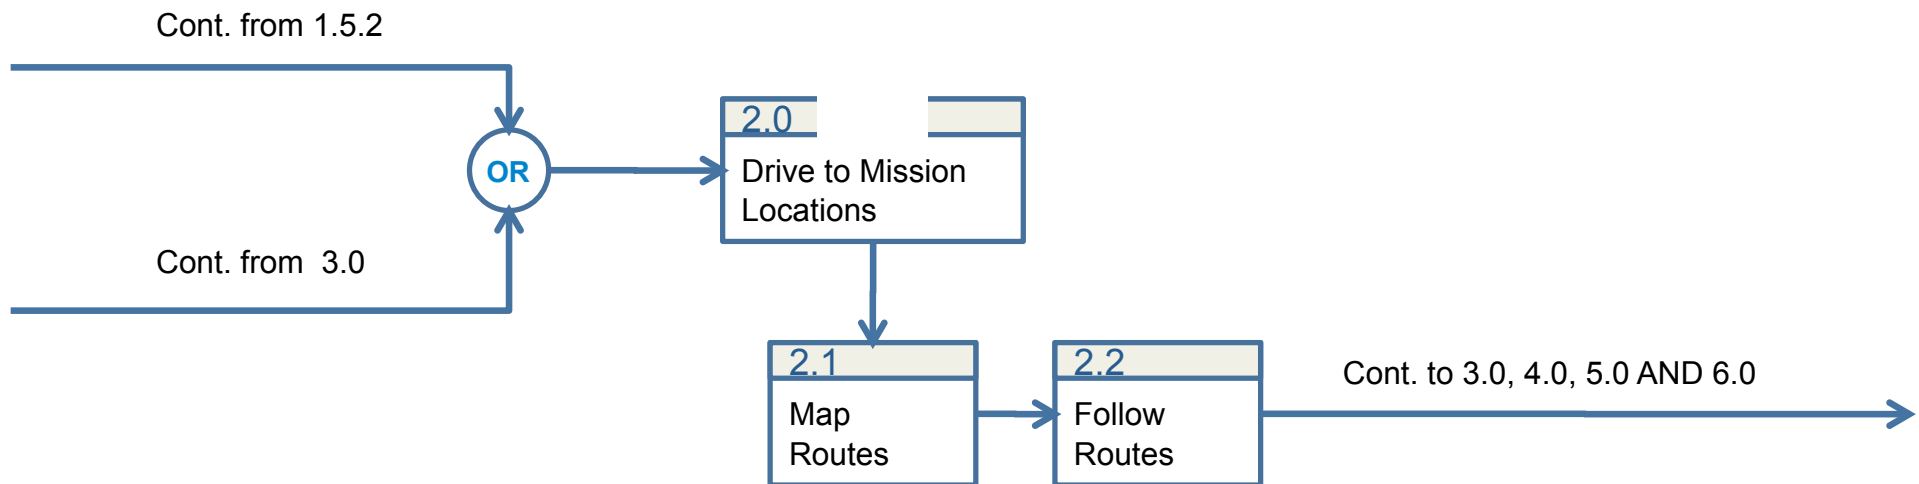 Cont. from 1.5.2
2.0
OR
Drive to Mission
Locations
Cont. from  3.0
2.1
Map
Routes
2.2
Follow
Routes
Cont. to 3.0, 4.0, 5.0 AND 6.0